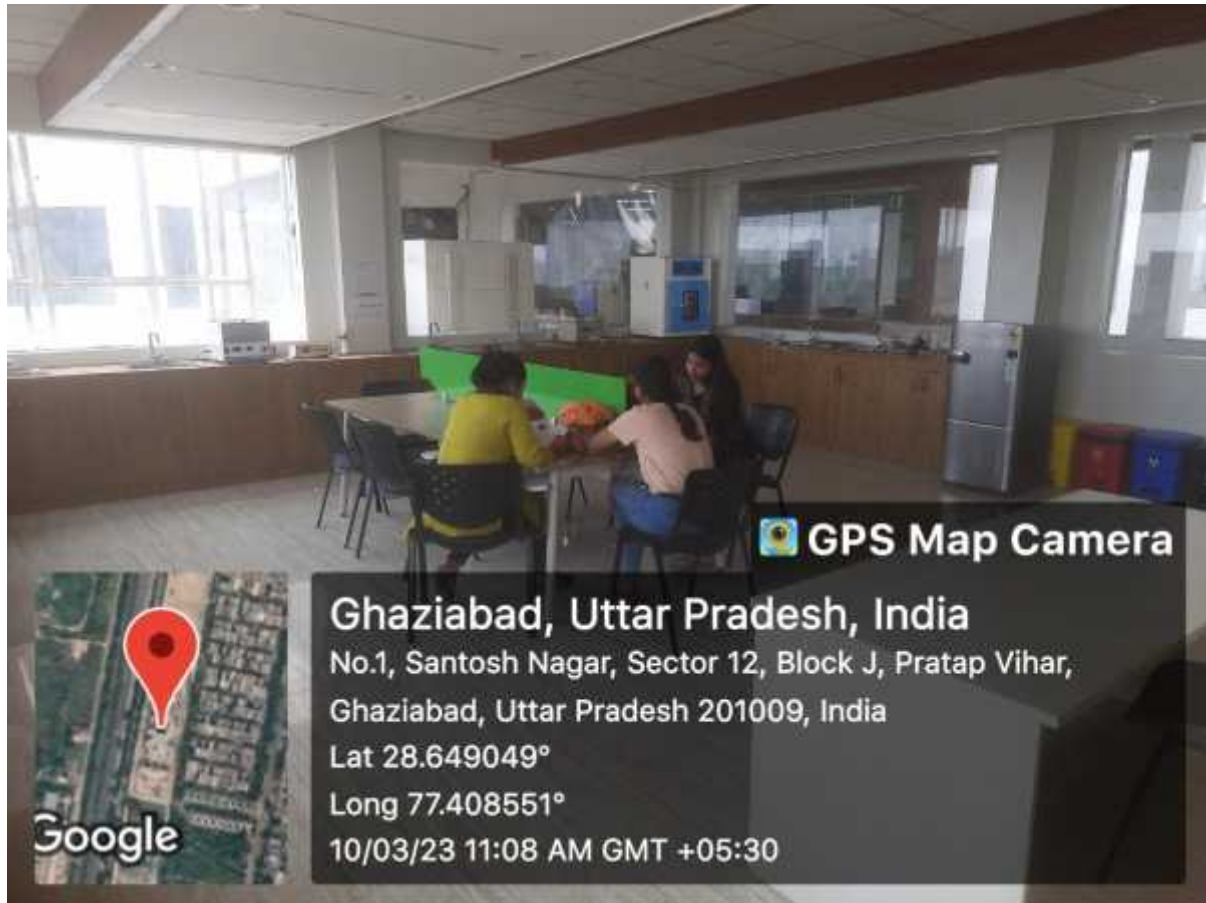 GPS Map Camera
Ghaziabad, Uttar Pradesh, India
No.1, Santosh Nagar, Sector 12, Block J, Pratap Vihar,
Ghaziabad, Uttar Pradesh 201009, India
Lat 28.649049°
Long 77.408551°
10/03/23 11:08 AM GMT +05:30
Google